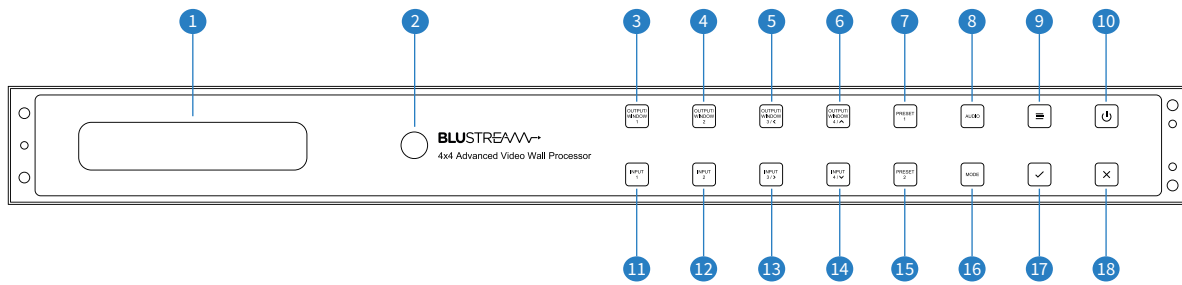 1 2 3 4 5 6 7 8 9 10
OUTPUT/ WINDOW 1
OUTPUT/ WINDOW 2
OUTPUT/ WINDOW 3 / <
OUTPUT/ WINDOW 4 / ∧
PRESET 1
AUDIO
BLUSTREAM
4x4 Advanced Video Wall Processor
INPUT 1
INPUT 2
INPUT 3 / >
INPUT 4 / ∨
PRESET 2
MODE
11 12 13 14 15 16 17 18